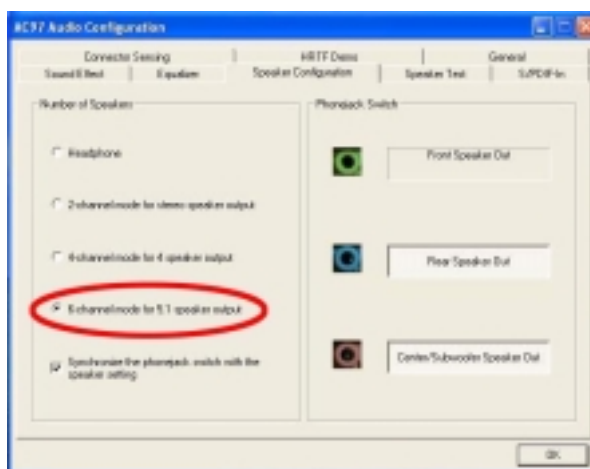 AC97 Audio Configuration
Connector Sensing
HRTF Demo
General
Sound Effect
Equalizer
Speaker Configuration
Speaker Test
S/PDIF-In
Number of Speakers
Headphone
2-channel mode for stereo speaker output
4-channel mode for 4 speaker output
6-channel mode for 5.1 speaker output
Synchronize the phonejack switch with the
speaker setting
Phonejack Switch
Front Speaker Out
Rear Speaker Out
Center/Subwoofer Speaker Out
OK